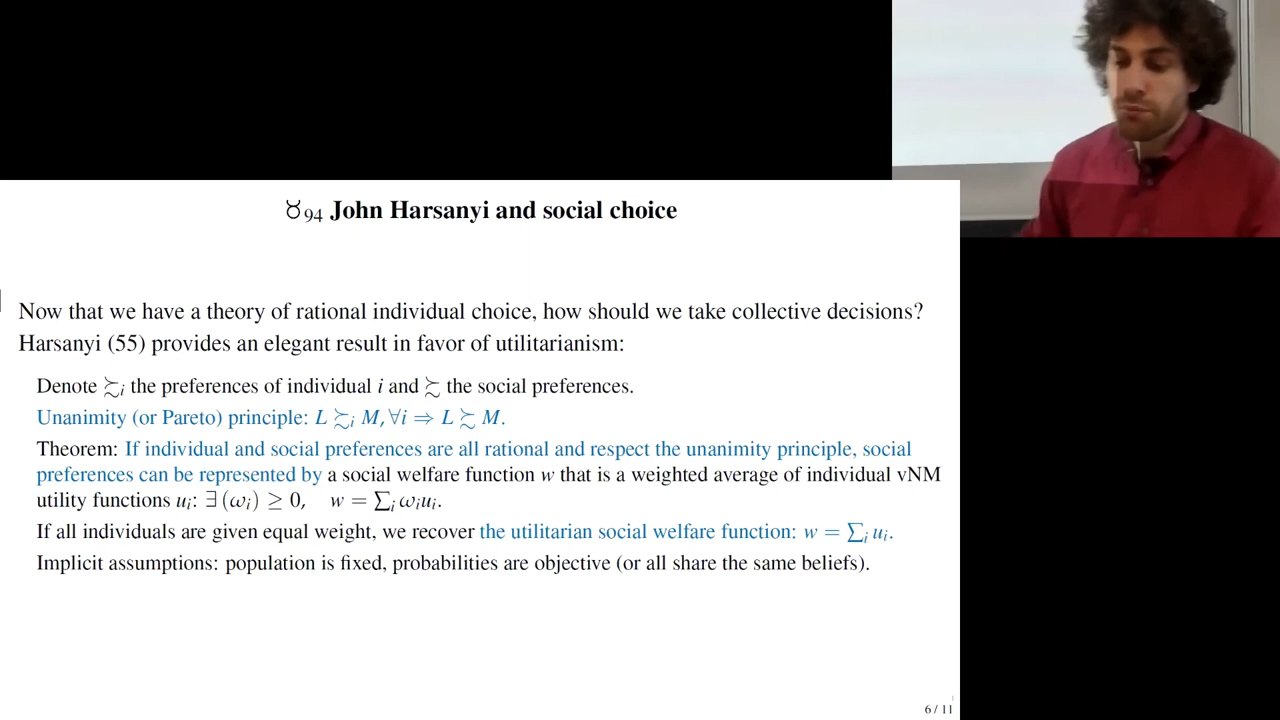 ♉94 John Harsanyi and social choice
Now that we have a theory of rational individual choice, how should we take collective decisions?
Harsanyi (55) provides an elegant result in favor of utilitarianism:
Denote ≿ᵢ the preferences of individual i and ≿ the social preferences.
Unanimity (or Pareto) principle: L ≿ᵢ M, ∀i ⇒ L ≿ M.
Theorem: If individual and social preferences are all rational and respect the unanimity principle, social
preferences can be represented by a social welfare function w that is a weighted average of individual vNM
utility functions uᵢ: ∃ (ωᵢ) ≥ 0, w = ∑ᵢ ωᵢuᵢ.
If all individuals are given equal weight, we recover the utilitarian social welfare function: w = ∑ᵢ uᵢ.
Implicit assumptions: population is fixed, probabilities are objective (or all share the same beliefs).
6 / 11